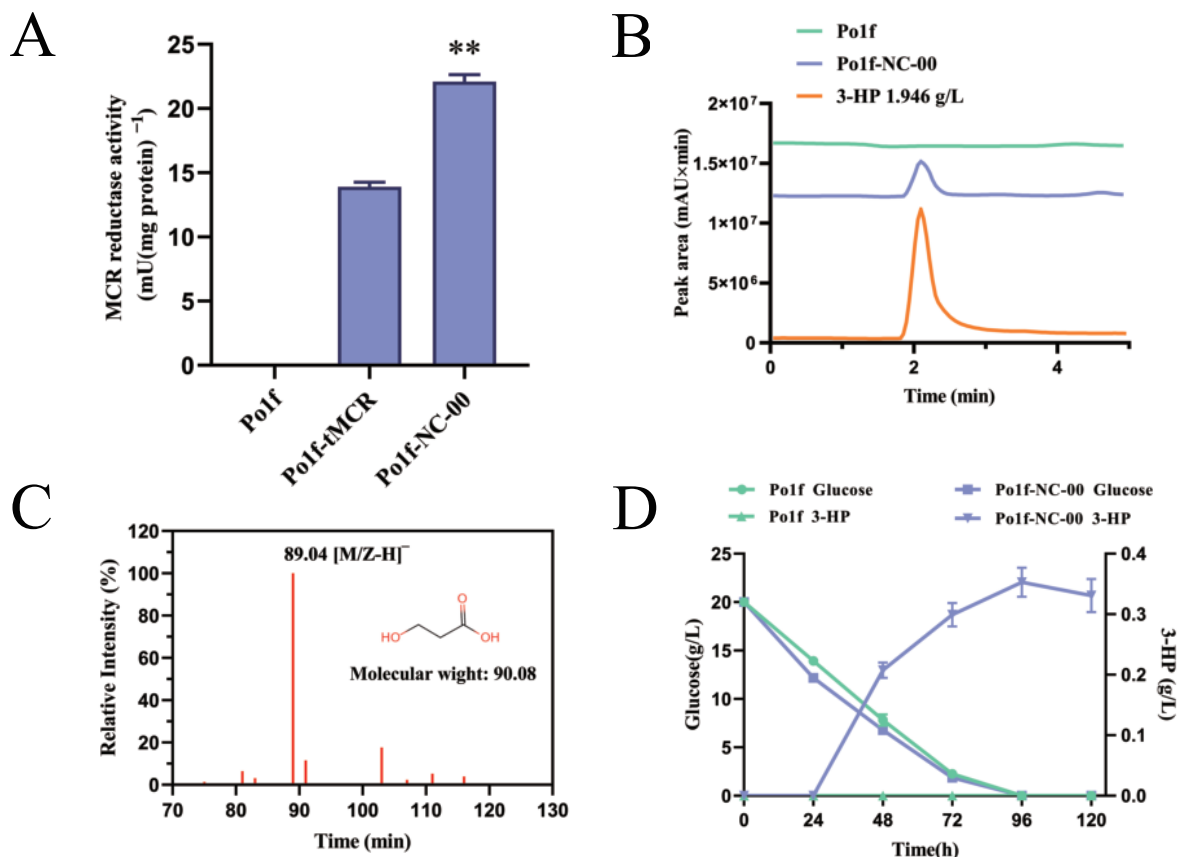 A
MCR reductase activity
(mU(mg protein) ⁻¹
25
20
15
10
5
0
**
Po1f
Po1f-tMCR
Po1f-NC-00
B
Po1f
Po1f-NC-00
3-HP 1.946 g/L
Peak area (mAU×min)
2×10⁷
1.5×10⁷
1×10⁷
5×10⁶
0
0 2 4
Time (min)
C
Relative Intensity (%)
120
100
80
60
40
20
0
89.04 [M/Z-H]⁻
O
HO
OH
Molecular wight: 90.08
70 80 90 100 110 120 130
Time (min)
D
Po1f Glucose
Po1f 3-HP
Po1f-NC-00 Glucose
Po1f-NC-00 3-HP
Glucose(g/L)
25
20
15
10
5
0
0.4
0.3
0.2
0.1
0.0
3-HP (g/L)
0 24 48 72 96 120
Time(h)